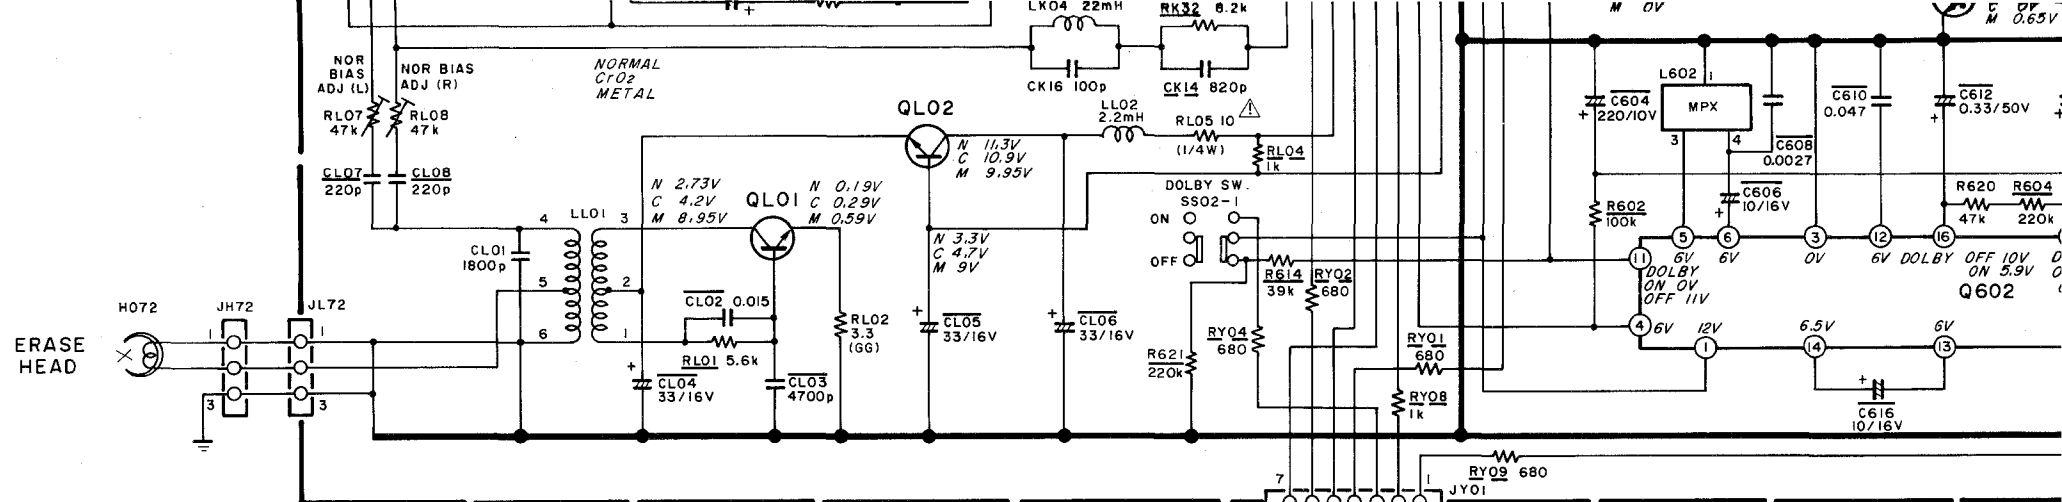 LK04 22mH
RK32 8.2k
M 0V
M 0.65V
NOR
BIAS
ADJ (L)
NOR BIAS
ADJ (R)
NORMAL
CrO2
METAL
CK16 100p
CK14 820p
RL07
47k
RL08
47k
QL02
LL02
2.2mH
RL05 10
(1/4W)
N 11.3V
C 10.9V
M 9.95V
RL04
1k
C604
220/10V
L602
1
MPX
3
4
C608
0.0027
C610
0.047
C612
0.33/50V
CL07
220p
CL08
220p
N 2.73V
C 4.2V
M 8.95V
QL01
N 0.19V
C 0.29V
M 0.59V
DOLBY SW.
SS02-1
ON
OFF
C606
10/16V
R602
100k
R620
47k
R604
220k
4
LL01
3
CL01
1800p
5
2
6
1
N 3.3V
C 4.7V
M 9V
R614
39k
RY02
680
5
6
3
12
16
6V
6V
0V
6V
DOLBY OFF 10V
ON 5.9V
Q602
11
DOLBY
ON 0V
OFF 11V
H072
JH72
JL72
1
1
3
3
ERASE
HEAD
CL02 0.015
RL01 5.6k
RL02
3.3
(GG)
CL05
33/16V
CL06
33/16V
CL04
33/16V
CL03
4700p
R621
220k
RY04
680
RY01
680
RY08
1k
4
6V
12V
1
6.5V
14
6V
13
C616
10/16V
7
1
JY01
RY09 680